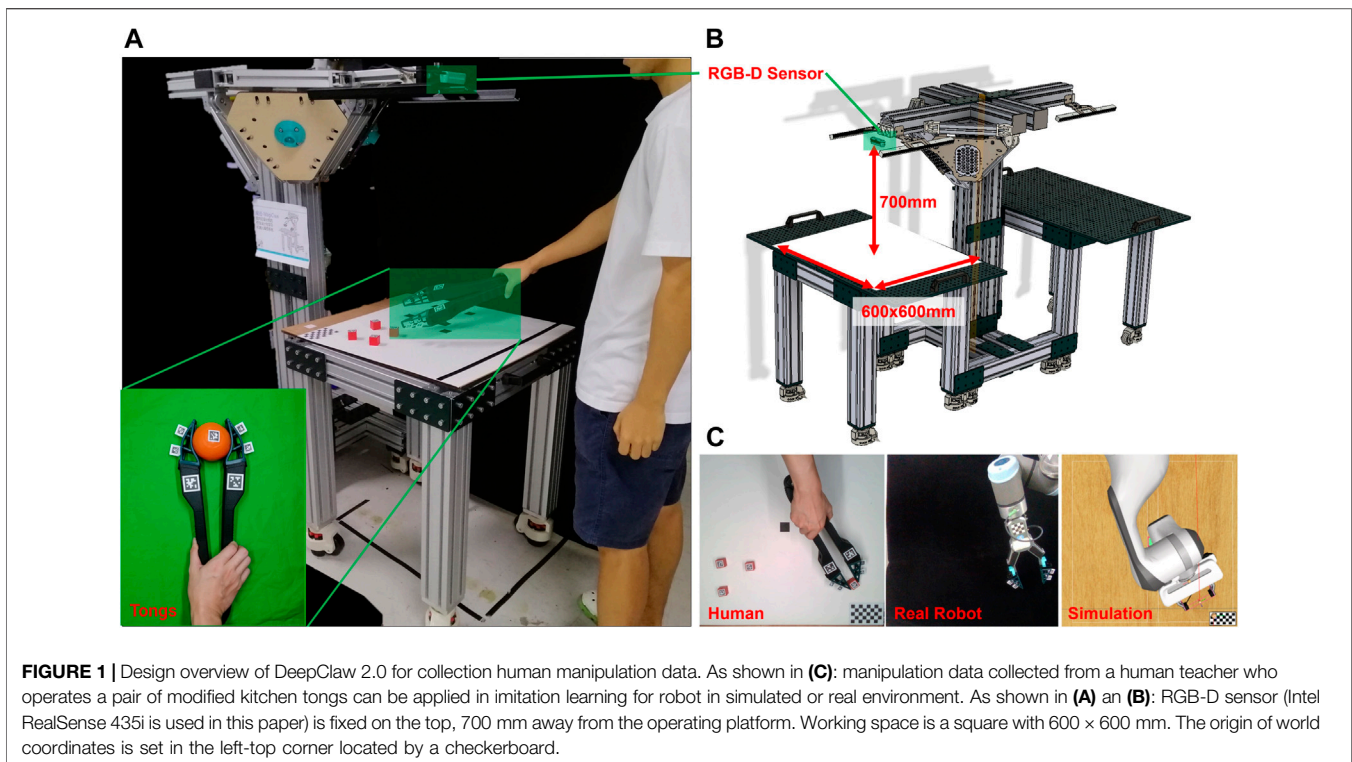 A
B
RGB-D Sensor
700mm
600x600mm
C
Tongs
Human
Real Robot
Simulation
FIGURE 1 | Design overview of DeepClaw 2.0 for collection human manipulation data. As shown in (C): manipulation data collected from a human teacher who
operates a pair of modified kitchen tongs can be applied in imitation learning for robot in simulated or real environment. As shown in (A) an (B): RGB-D sensor (Intel
RealSense 435i is used in this paper) is fixed on the top, 700 mm away from the operating platform. Working space is a square with 600 × 600 mm. The origin of world
coordinates is set in the left-top corner located by a checkerboard.